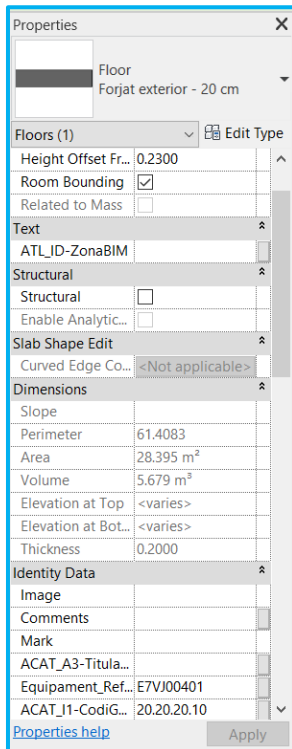 Properties
Floor
Forjat exterior - 20 cm
Floors (1)
Edit Type
Height Offset Fr... 0.2300
Room Bounding
Related to Mass
Text
ATL_ID-ZonaBIM
Structural
Structural
Enable Analytic...
Slab Shape Edit
Curved Edge Co... <Not applicable>
Dimensions
Slope
Perimeter 61.4083
Area 28.395 m²
Volume 5.679 m³
Elevation at Top <varies>
Elevation at Bot... <varies>
Thickness 0.2000
Identity Data
Image
Comments
Mark
ACAT_A3-Titula...
Equipament_Ref... E7VJ00401
ACAT_I1-CodiG... 20.20.20.10
Properties help
Apply